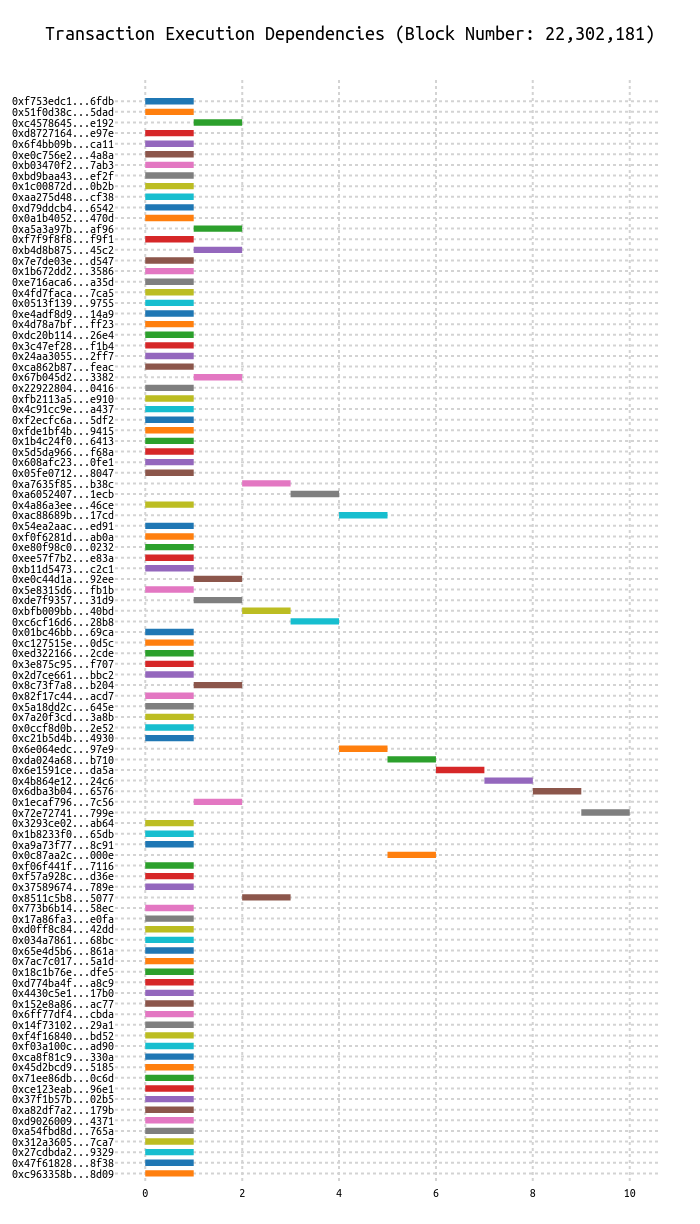 Transaction Execution Dependencies (Block Number: 22,302,181)
0xf753edc1...6fdb
0x51f0d38c...5dad
0xc4578645...e192
0xd8727164...e97e
0x6f4bb09b...ca11
0xe0c756e2...4a8a
0xb03470f2...7ab3
0xbd9baa43...ef2f
0x1c00872d...0b2b
0xaa275d48...cf38
0xd79ddcb4...6542
0x0a1b4052...470d
0xa5a3a97b...af96
0xf7f9f8f8...f9f1
0xb4d8b875...45c2
0x7e7de03e...d547
0x1b672dd2...3586
0xe716aca6...a35d
0x4fd7faca...7ca5
0x0513f139...9755
0xe4adf8d9...14a9
0x4d78a7bf...ff23
0xdc20b114...26e4
0x3c47ef28...f1b4
0x24aa3055...2ff7
0xca862b87...feac
0x67b045d2...3382
0x22922804...0416
0xfb2113a5...e910
0x4c91cc9e...a437
0xf2ecfc6a...5df2
0xfde1bf4b...9415
0x1b4c24f0...6413
0x5d5da966...f68a
0x608afc23...0fe1
0x05fe0712...8047
0xa7635f85...b38c
0xa6052407...1ecb
0x4a86a3ee...46ce
0xac88689b...17cd
0x54ea2aac...ed91
0xf0f6281d...ab0a
0xe80f98c0...0232
0xee57f7b2...e83a
0xb11d5473...c2c1
0xe0c44d1a...92ee
0x5e8315d6...fb1b
0xde7f9357...31d9
0xbfb009bb...40bd
0xc6cf16d6...28b8
0x01bc46bb...69ca
0xc127515e...0d5c
0xed322166...2cde
0x3e875c95...f707
0x2d7ce661...bbc2
0x8c73f7a8...b204
0x82f17c44...acd7
0x5a18dd2c...645e
0x7a20f3cd...3a8b
0x0ccf8d0b...2e52
0xc21b5d4b...4930
0x6e064edc...97e9
0xda024a68...b710
0x6e1591ce...da5a
0x4b864e12...24c6
0x6dba3b04...6576
0x1ecaf796...7c56
0x72e72741...799e
0x3293ce02...ab64
0x1b8233f0...65db
0xa9a73f77...8c91
0x0c87aa2c...000e
0xf06f441f...7116
0xf57a928c...d36e
0x37589674...789e
0x8511c5b8...5077
0x773b6b14...58ec
0x17a86fa3...e0fa
0xd0ff8c84...42dd
0x034a7861...68bc
0x65e4d5b6...861a
0x7ac7c017...5a1d
0x18c1b76e...dfe5
0xd774ba4f...a8c9
0x4430c5e1...17b0
0x152e8a86...ac77
0x6ff77df4...cbda
0x14f73102...29a1
0xf4f16840...bd52
0xf03a100c...ad90
0xca8f81c9...330a
0x45d2bcd9...5185
0x71ee86db...0c6d
0xce123eab...96e1
0x37f1b57b...02b5
0xa82df7a2...179b
0xd9026009...4371
0xa54fbd8d...765a
0x312a3605...7ca7
0x27cdbda2...9329
0x47f61828...8f38
0xc963358b...8d09
0 2 4 6 8 10